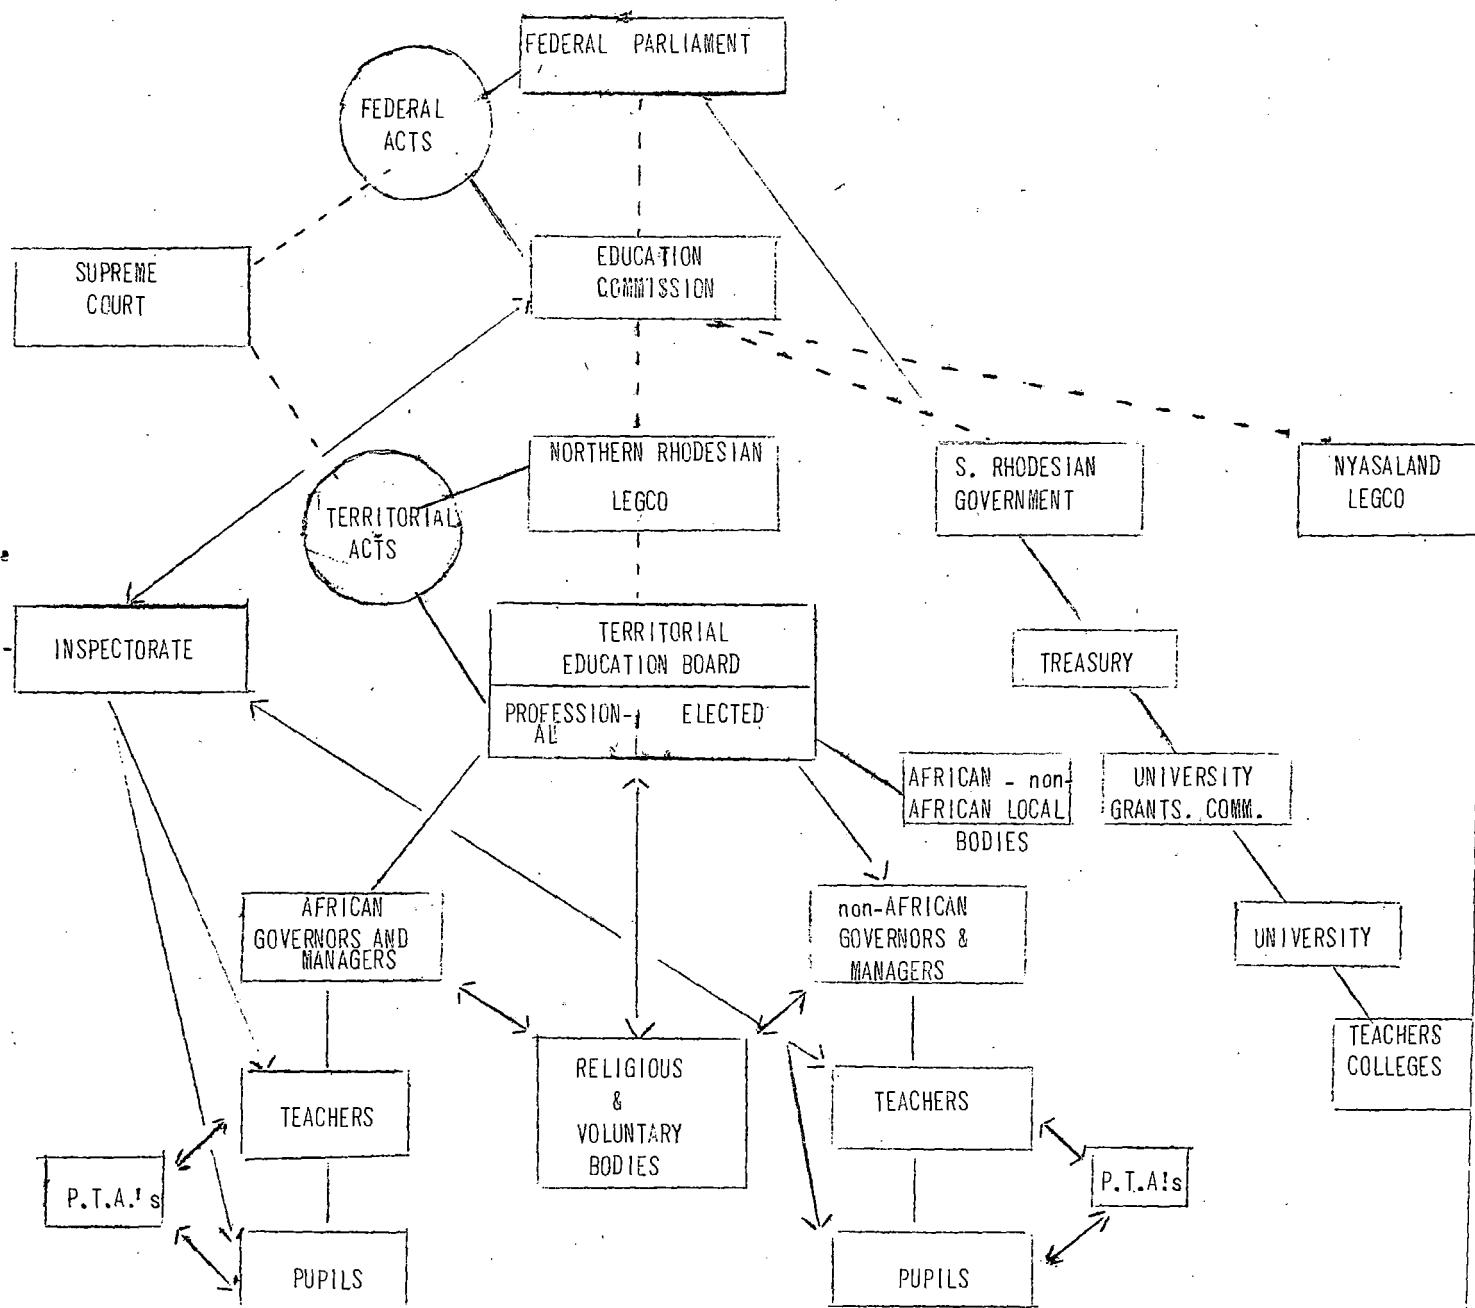 FEDERAL PARLIAMENT
FEDERAL
ACTS
SUPREME
COURT
EDUCATION
COMMISSION
NORTHERN RHODESIAN
LEGCO
S. RHODESIAN
GOVERNMENT
NYASALAND
LEGCO
TERRITORIAL
ACTS
INSPECTORATE
TERRITORIAL
EDUCATION BOARD
PROFESSION-
AL
ELECTED
TREASURY
AFRICAN - non-
AFRICAN LOCAL
BODIES
UNIVERSITY
GRANTS. COMM.
AFRICAN
GOVERNORS AND
MANAGERS
non-AFRICAN
GOVERNORS &
MANAGERS
UNIVERSITY
TEACHERS
COLLEGES
RELIGIOUS
&
VOLUNTARY
BODIES
TEACHERS
TEACHERS
P.T.A.'s
P.T.A!s
PUPILS
PUPILS